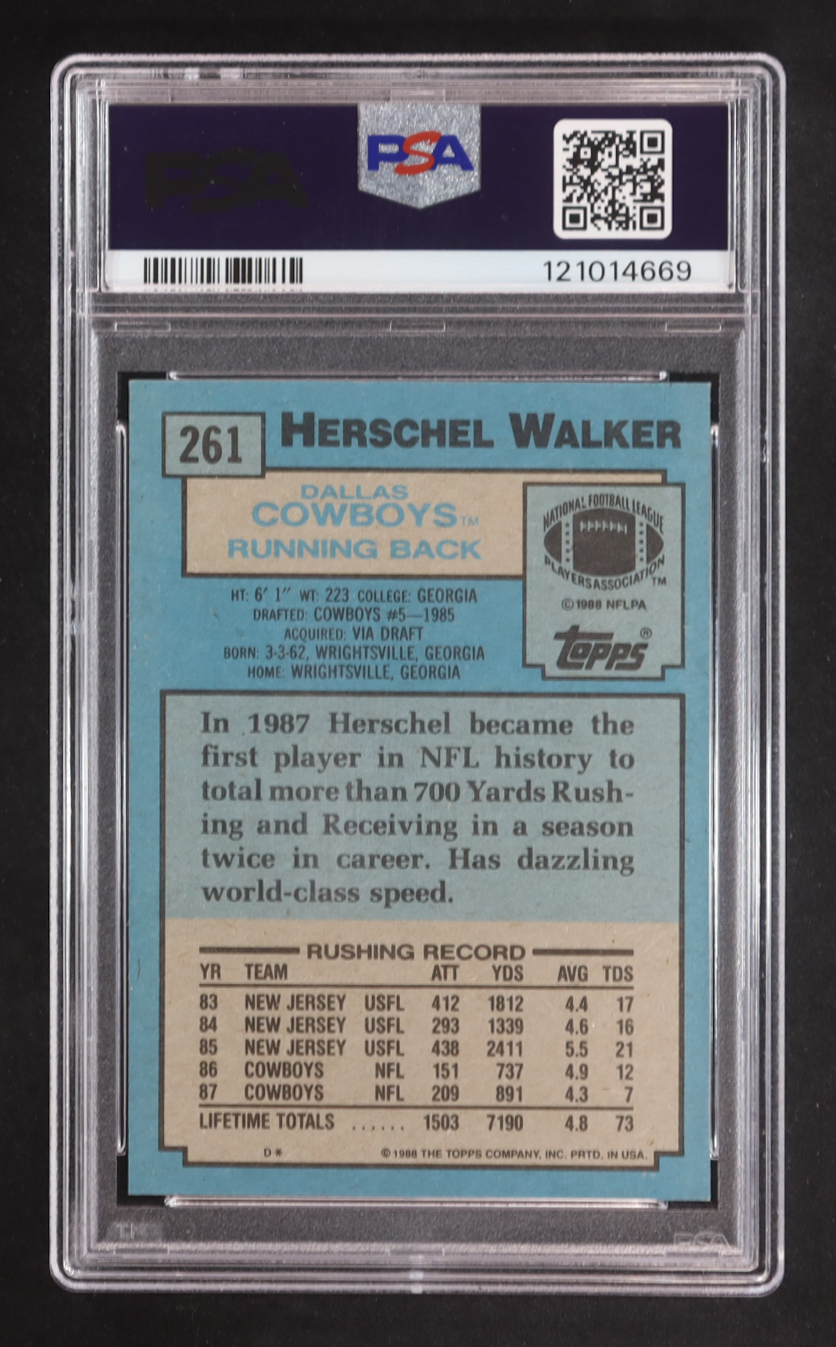 PSA
PSA
121014669
261 HERSCHEL WALKER
DALLAS
COWBOYS TM
RUNNING BACK
NATIONAL FOOTBALL LEAGUE
PLAYERS ASSOCIATION TM
© 1988 NFLPA
topps®
HT: 6' 1" WT: 223 COLLEGE: GEORGIA
DRAFTED: COWBOYS #5—1985
ACQUIRED: VIA DRAFT
BORN: 3-3-62, WRIGHTSVILLE, GEORGIA
HOME: WRIGHTSVILLE, GEORGIA
In 1987 Herschel became the
first player in NFL history to
total more than 700 Yards Rush-
ing and Receiving in a season
twice in career. Has dazzling
world-class speed.
RUSHING RECORD
YR TEAM ATT YDS AVG TDS
83 NEW JERSEY USFL 412 1812 4.4 17
84 NEW JERSEY USFL 293 1339 4.6 16
85 NEW JERSEY USFL 438 2411 5.5 21
86 COWBOYS NFL 151 737 4.9 12
87 COWBOYS NFL 209 891 4.3 7
LIFETIME TOTALS ...... 1503 7190 4.8 73
D* © 1988 THE TOPPS COMPANY, INC. PRTD. IN USA.
PSA